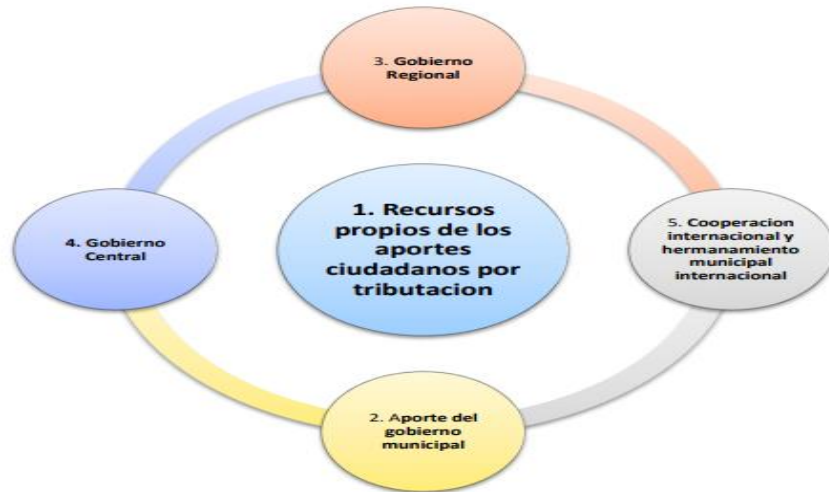 3. Gobierno
Regional
1. Recursos
propios de los
aportes
ciudadanos por
tributacion
4. Gobierno
Central
5. Cooperacion
internacional y
hermanamiento
municipal
internacional
2. Aporte del
gobierno
municipal